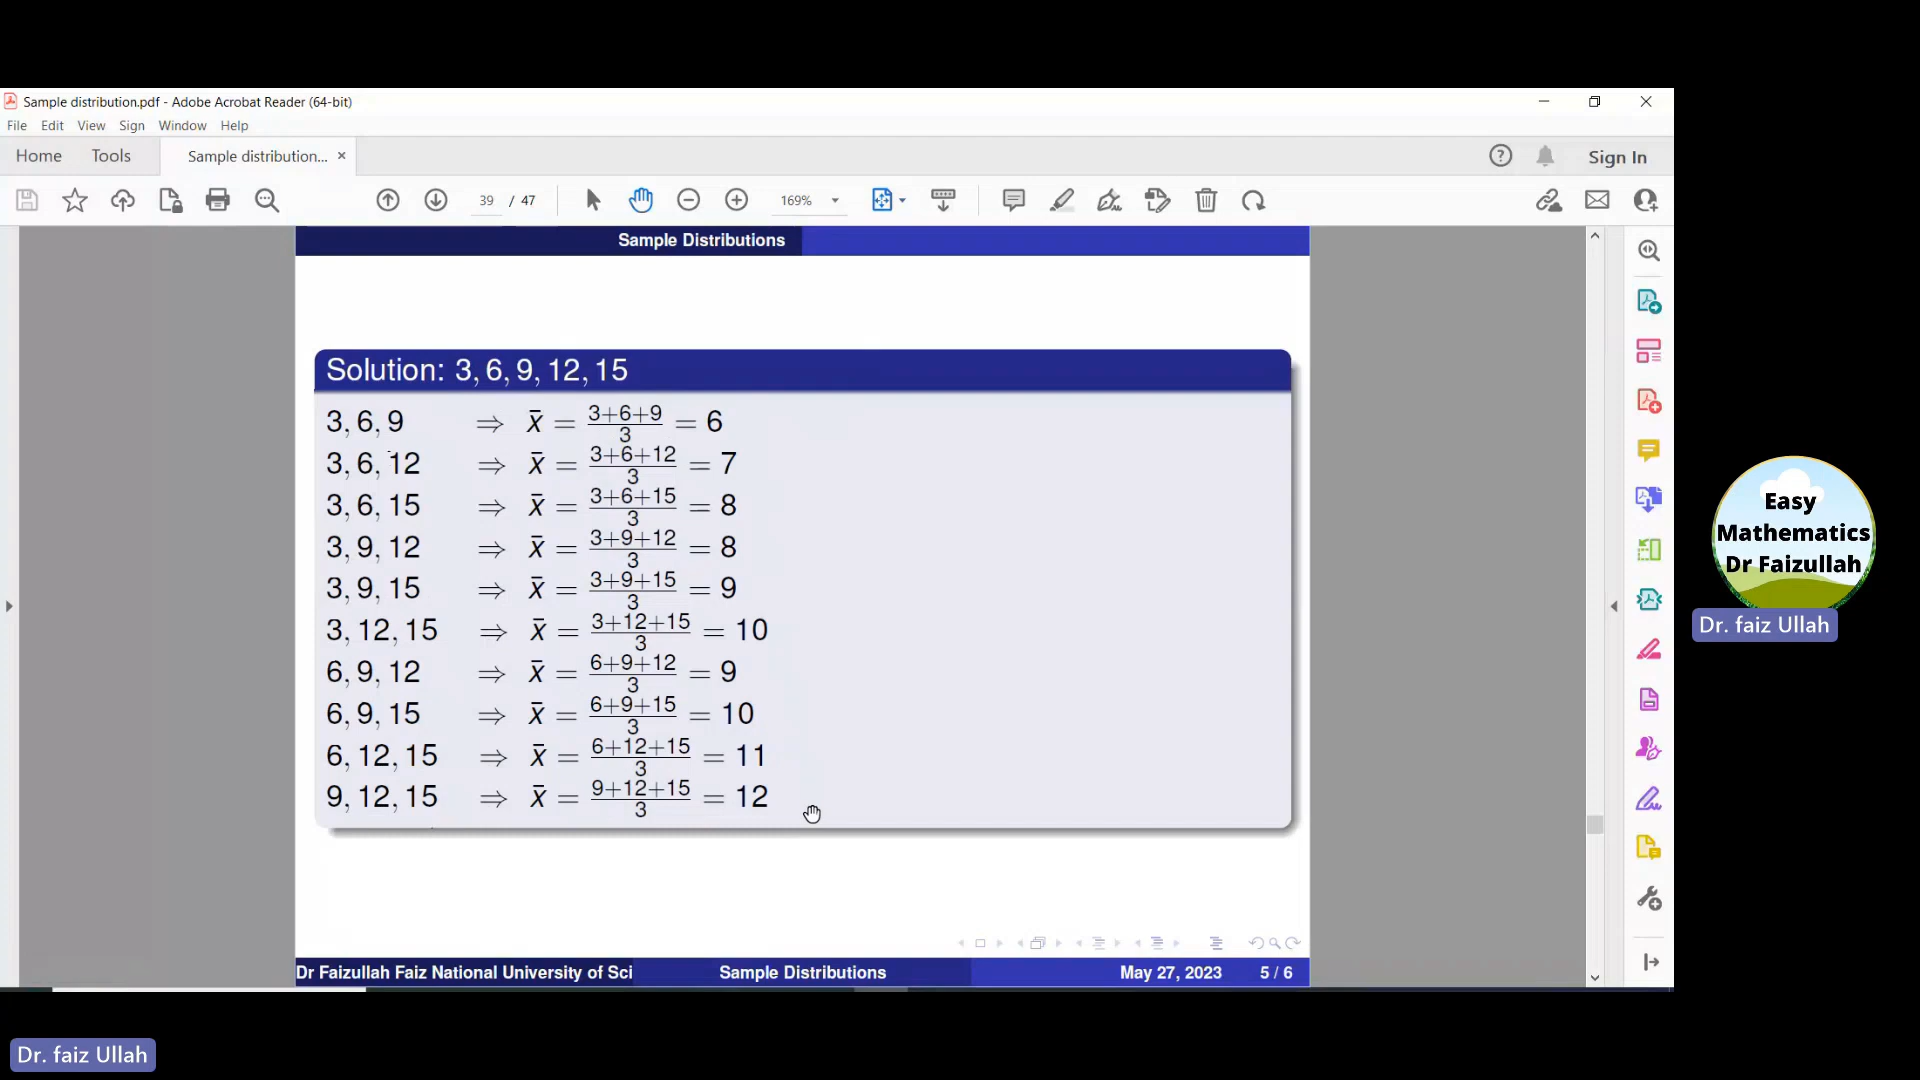 Sample distribution.pdf - Adobe Acrobat Reader (64-bit)
File Edit View Sign Window Help
Home Tools Sample distribution... × Sign In
39 / 47 169%
Sample Distributions
Solution: 3, 6, 9, 12, 15
3, 6, 9 ⇒ x̄ = (3+6+9)/3 = 6
3, 6, 12 ⇒ x̄ = (3+6+12)/3 = 7
3, 6, 15 ⇒ x̄ = (3+6+15)/3 = 8
3, 9, 12 ⇒ x̄ = (3+9+12)/3 = 8
3, 9, 15 ⇒ x̄ = (3+9+15)/3 = 9
3, 12, 15 ⇒ x̄ = (3+12+15)/3 = 10
6, 9, 12 ⇒ x̄ = (6+9+12)/3 = 9
6, 9, 15 ⇒ x̄ = (6+9+15)/3 = 10
6, 12, 15 ⇒ x̄ = (6+12+15)/3 = 11
9, 12, 15 ⇒ x̄ = (9+12+15)/3 = 12
Dr Faizullah Faiz National University of Sci Sample Distributions May 27, 2023 5 / 6
Easy
Mathematics
Dr Faizullah
Dr. faiz Ullah
Dr. faiz Ullah